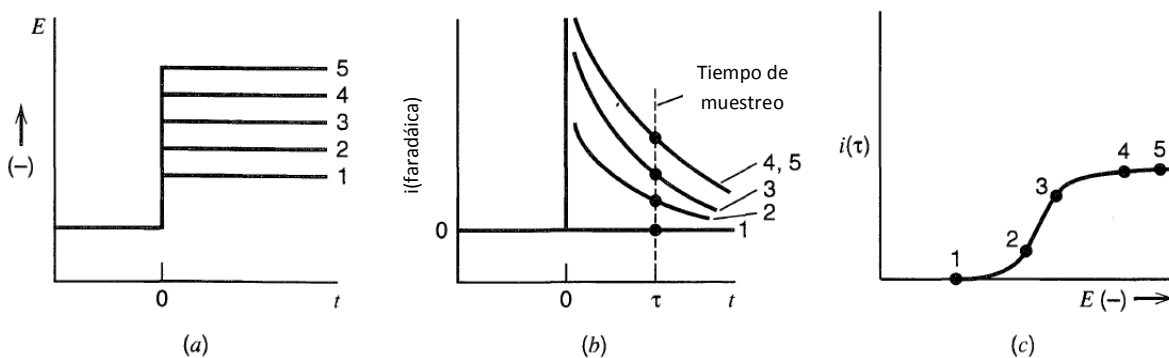 E
(–)
5
4
3
2
1
0
t
(a)
i(faradáica)
0
Tiempo de
muestreo
4, 5
3
2
1
0
τ
t
(b)
i(τ)
1
2
3
4
5
E (–)
(c)